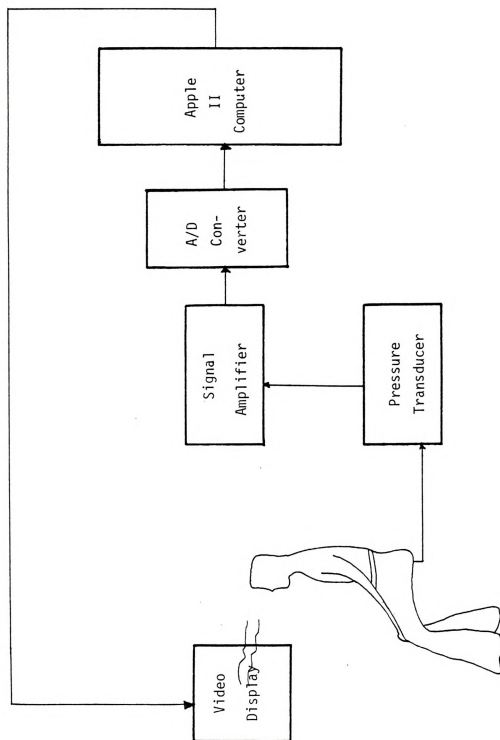 Video
Display
Pressure
Transducer
Signal
Amplifier
A/D
Con-
verter
Apple
II
Computer